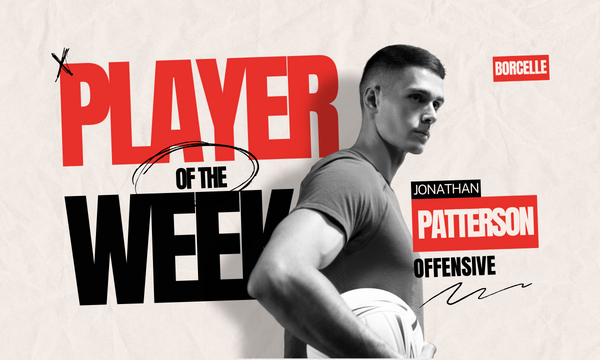 PLAYER
OF THE
WEEK
BORCELLE
JONATHAN
PATTERSON
OFFENSIVE